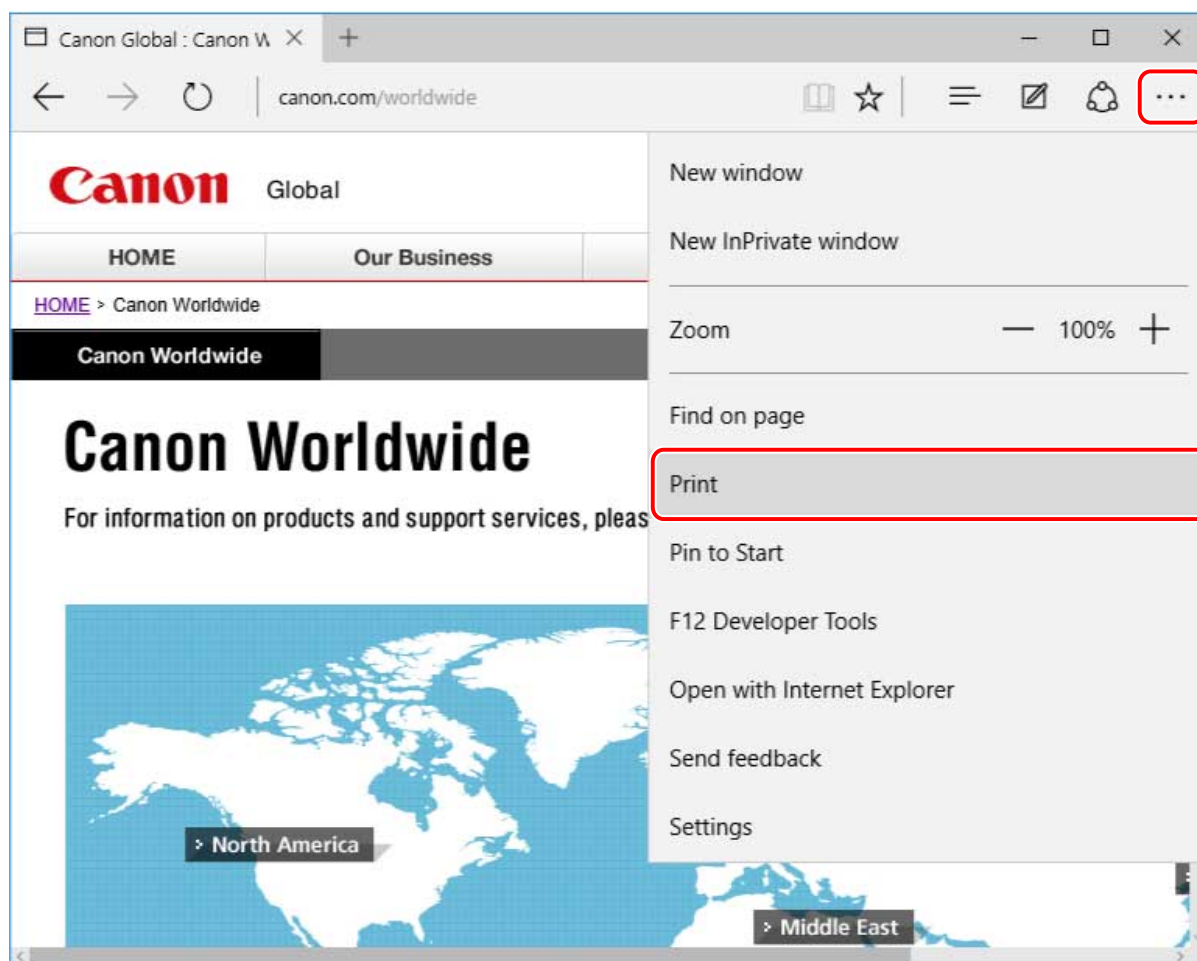 Canon Global : Canon W
canon.com/worldwide
Canon Global
HOME Our Business
HOME > Canon Worldwide
Canon Worldwide
Canon Worldwide
For information on products and support services, pleas
North America
Middle East
New window
New InPrivate window
Zoom 100%
Find on page
Print
Pin to Start
F12 Developer Tools
Open with Internet Explorer
Send feedback
Settings